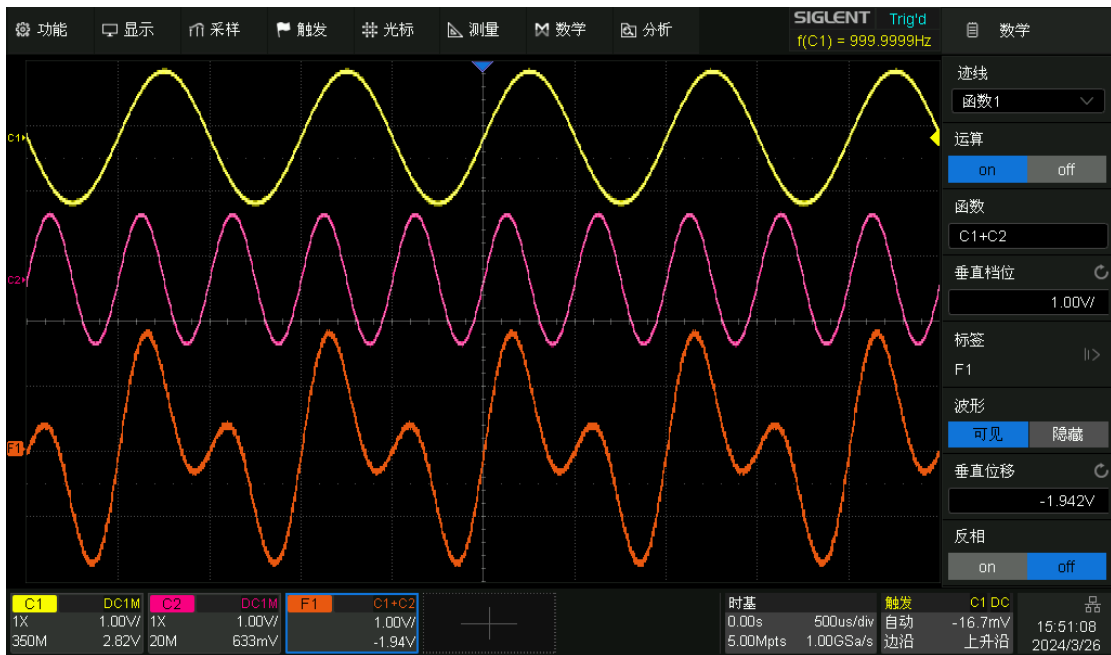 功能 显示 采样 触发 光标 测量 数学 分析
SIGLENT Trig'd
f(C1) = 999.9999Hz
数学
迹线
函数1
运算
on off
函数
C1+C2
垂直档位
1.00V/
标签
F1
波形
可见 隐藏
垂直位移
-1.942V
反相
on off
C1
C2
F1
C1 DC1M
1X 1.00V/
350M 2.82V
C2 DC1M
1X 1.00V/
20M 633mV
F1 C1+C2
1.00V/
-1.94V
时基
0.00s 500us/div
5.00Mpts 1.00GSa/s
触发 C1 DC
自动 -16.7mV
边沿 上升沿
15:51:08
2024/3/26